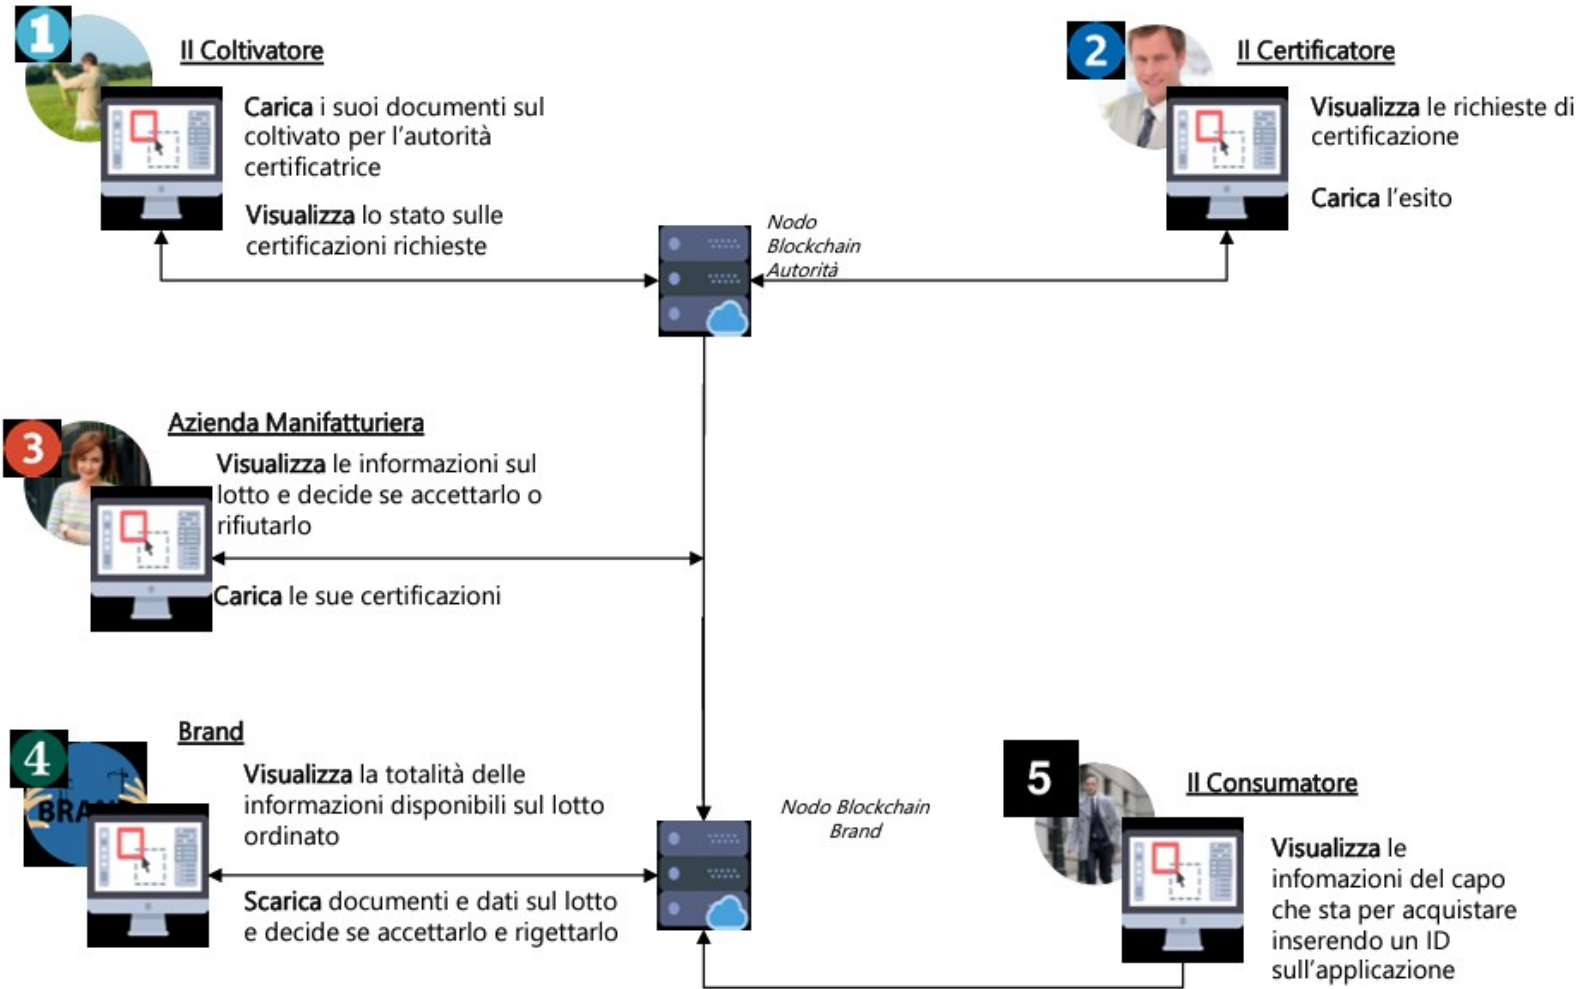 1
Il Coltivatore
Carica i suoi documenti sul
coltivato per l'autorità
certificatrice
Visualizza lo stato sulle
certificazioni richieste
2
Il Certificatore
Visualizza le richieste di
certificazione
Carica l'esito
Nodo
Blockchain
Autorità
3
Azienda Manifatturiera
Visualizza le informazioni sul
lotto e decide se accettarlo o
rifiutarlo
Carica le sue certificazioni
4
BRAN
Brand
Visualizza la totalità delle
informazioni disponibili sul lotto
ordinato
Scarica documenti e dati sul lotto
e decide se accettarlo e rigettarlo
Nodo Blockchain
Brand
5
Il Consumatore
Visualizza le
infomazioni del capo
che sta per acquistare
inserendo un ID
sull'applicazione